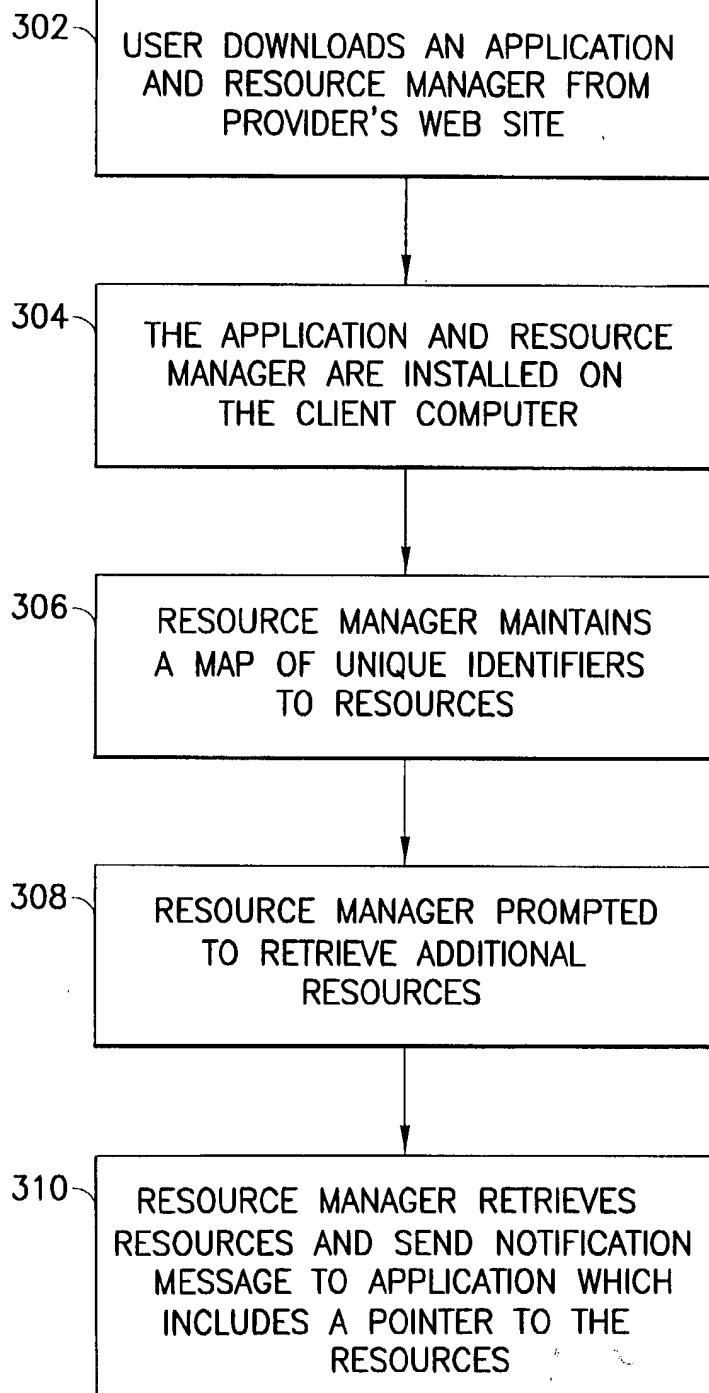 302
USER DOWNLOADS AN APPLICATION
AND RESOURCE MANAGER FROM
PROVIDER'S WEB SITE
304
THE APPLICATION AND RESOURCE
MANAGER ARE INSTALLED ON
THE CLIENT COMPUTER
306
RESOURCE MANAGER MAINTAINS
A MAP OF UNIQUE IDENTIFIERS
TO RESOURCES
308
RESOURCE MANAGER PROMPTED
TO RETRIEVE ADDITIONAL
RESOURCES
310
RESOURCE MANAGER RETRIEVES
RESOURCES AND SEND NOTIFICATION
MESSAGE TO APPLICATION WHICH
INCLUDES A POINTER TO THE
RESOURCES